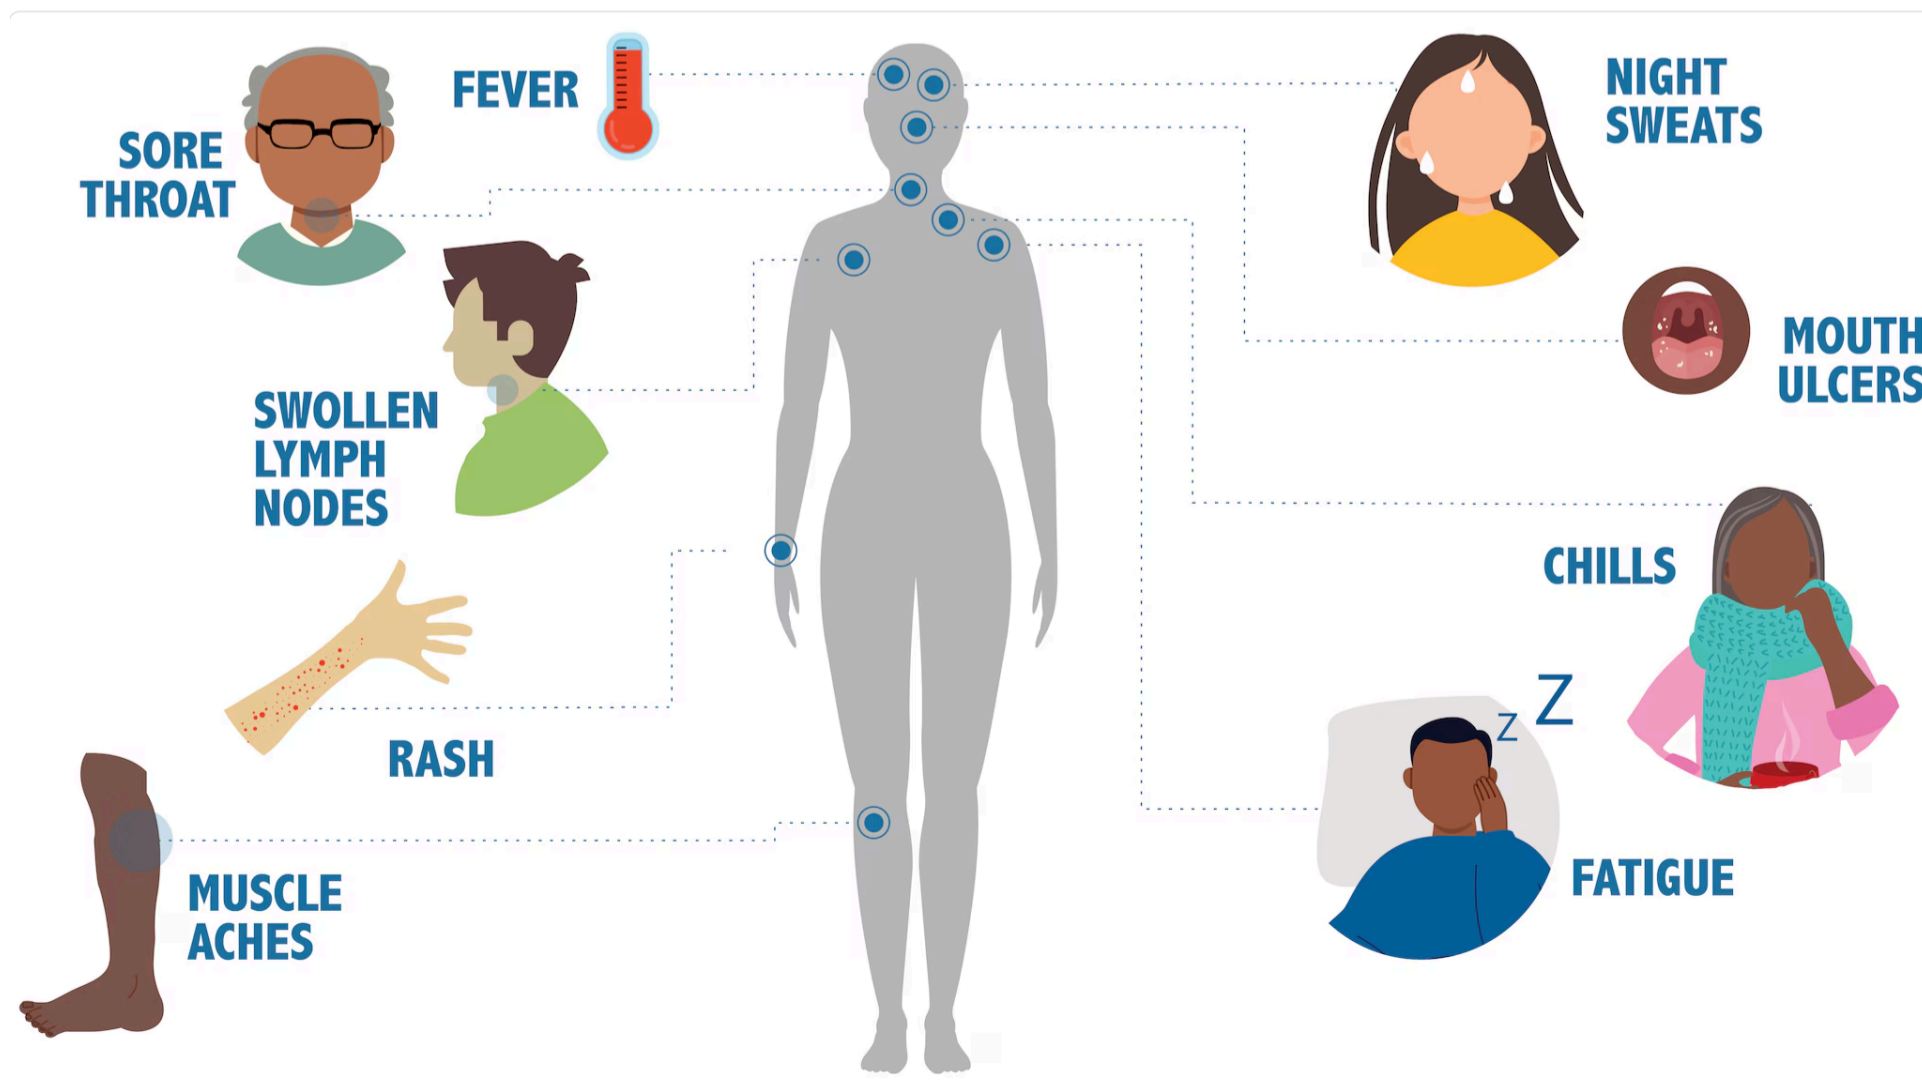 FEVER
SORE
THROAT
SWOLLEN
LYMPH
NODES
RASH
MUSCLE
ACHES
NIGHT
SWEATS
MOUTH
ULCERS
CHILLS
Z
Z
FATIGUE